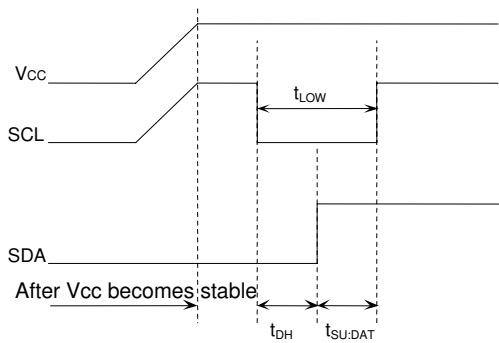 VCC
tLOW
SCL
SDA
After Vcc becomes stable
tDH
tSU:DAT